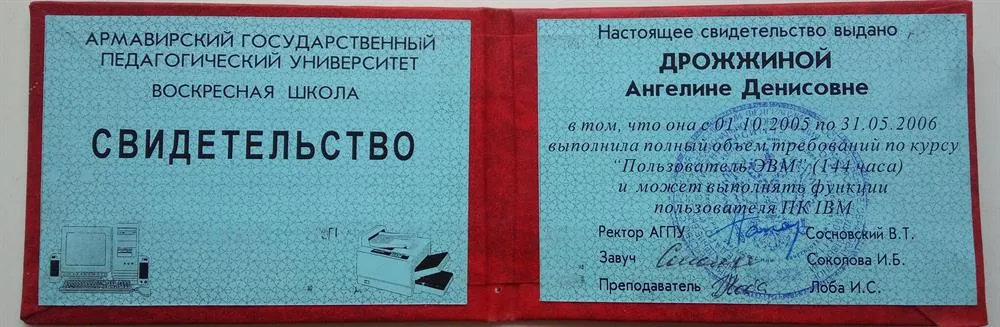 АРМАВИРСКИЙ ГОСУДАРСТВЕННЫЙ
ПЕДАГОГИЧЕСКИЙ УНИВЕРСИТЕТ
ВОСКРЕСНАЯ ШКОЛА
СВИДЕТЕЛЬСТВО
Настоящее свидетельство выдано
ДРОЖЖИНОЙ
Ангелине Денисовне
в том, что она с 01.10.2005 по 31.05.2006
выполнила полный объем требований по курсу
"Пользователь ЭВМ" (144 часа)
и может выполнять функции
пользователя ПК IBM
Ректор АГПУ Сосновский В.Т.
Завуч Соколова И.Б.
Преподаватель Лоба И.С.